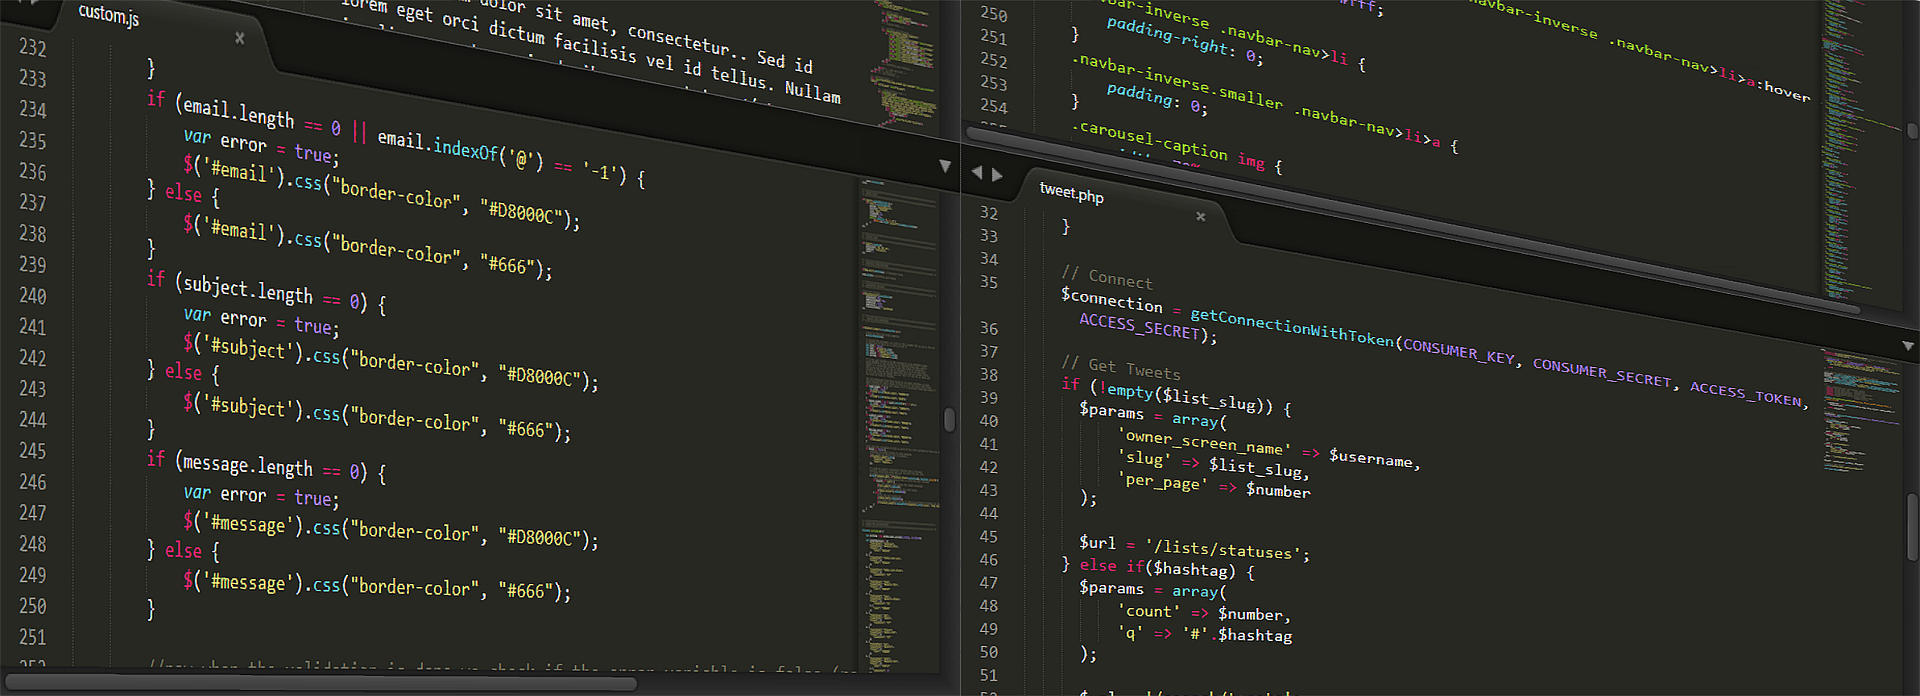 custom.js
dolor sit amet, consectetur.. Sed id
lorem eget orci dictum facilisis vel id tellus. Nullam
232
233 }
234 if (email.length == 0 || email.indexOf('@') == '-1') {
235 var error = true;
236 $('#email').css("border-color", "#D8000C");
237 } else {
238 $('#email').css("border-color", "#666");
239 }
240 if (subject.length == 0) {
241 var error = true;
242 $('#subject').css("border-color", "#D8000C");
243 } else {
244 $('#subject').css("border-color", "#666");
245 }
246 if (message.length == 0) {
247 var error = true;
248 $('#message').css("border-color", "#D8000C");
249 } else {
250 $('#message').css("border-color", "#666");
251 }
.navbar-inverse .navbar-nav>li>a:hover
250 .navbar-inverse .navbar-nav>li {
251 padding-right: 0;
}
252 .navbar-inverse.smaller .navbar-nav>li>a {
253 padding: 0;
254 }
.carousel-caption img {
tweet.php
32
33 }
34
35 // Connect
$connection = getConnectionWithToken(CONSUMER_KEY, CONSUMER_SECRET, ACCESS_TOKEN,
ACCESS_SECRET);
36
37 // Get Tweets
38 if (!empty($list_slug)) {
39 $params = array(
40 'owner_screen_name' => $username,
41 'slug' => $list_slug,
42 'per_page' => $number
43 );
44
45 $url = '/lists/statuses';
46 } else if($hashtag) {
47 $params = array(
48 'count' => $number,
49 'q' => '#'.$hashtag
50 );
51